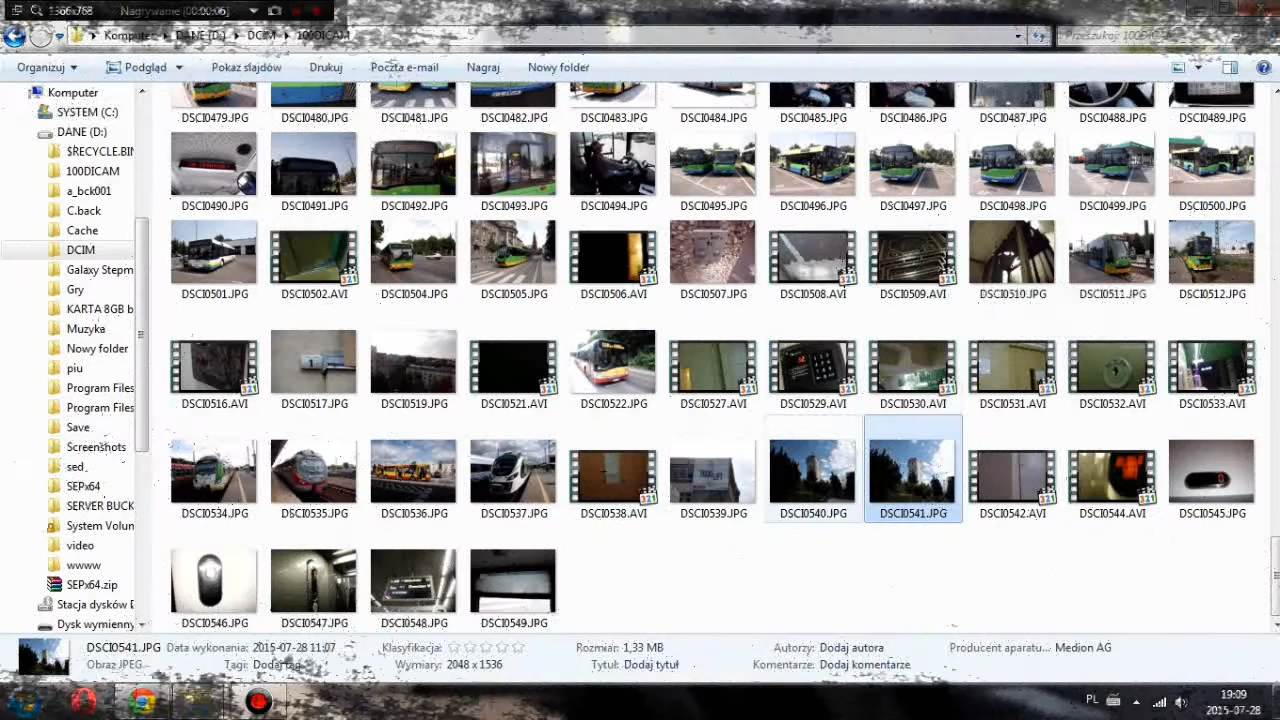 1366x768 Nagrywanie [00:00:06]
Komputer DANE (D:) DCIM 100DICAM Przeszukaj: 100DIC
Organizuj Podgląd Pokaz slajdów Drukuj Poczta e-mail Nagraj Nowy folder
Komputer
SYSTEM (C:)
DANE (D:)
$RECYCLE.BIN
100DICAM
a_bck001
C.back
Cache
DCIM
Galaxy Stepm
Gry
KARTA 8GB b
Muzyka
Nowy folder
piu
Program Files
Program Files
Save
Screenshots
sed
SEPx64
SERVER BUCK
System Volun
video
wwww
SEPx64.zip
Stacja dysków D
Dysk wymienny
DSCI0479.JPG DSCI0480.JPG DSCI0481.JPG DSCI0482.JPG DSCI0483.JPG DSCI0484.JPG DSCI0485.JPG DSCI0486.JPG DSCI0487.JPG DSCI0488.JPG DSCI0489.JPG
DSCI0490.JPG DSCI0491.JPG DSCI0492.JPG DSCI0493.JPG DSCI0494.JPG DSCI0495.JPG DSCI0496.JPG DSCI0497.JPG DSCI0498.JPG DSCI0499.JPG DSCI0500.JPG
DSCI0501.JPG DSCI0502.AVI DSCI0504.JPG DSCI0505.JPG DSCI0506.AVI DSCI0507.JPG DSCI0508.AVI DSCI0509.AVI DSCI0510.JPG DSCI0511.JPG DSCI0512.JPG
DSCI0516.AVI DSCI0517.JPG DSCI0519.JPG DSCI0521.AVI DSCI0522.JPG DSCI0527.AVI DSCI0529.AVI DSCI0530.AVI DSCI0531.AVI DSCI0532.AVI DSCI0533.AVI
DSCI0534.JPG DSCI0535.JPG DSCI0536.JPG DSCI0537.JPG DSCI0538.AVI DSCI0539.JPG DSCI0540.JPG DSCI0541.JPG DSCI0542.AVI DSCI0544.AVI DSCI0545.JPG
DSCI0546.JPG DSCI0547.JPG DSCI0548.JPG DSCI0549.JPG
DSCI0541.JPG Data wykonania: 2015-07-28 11:07 Klasyfikacja: Rozmiar: 1,33 MB Autorzy: Dodaj autora Producent aparatu... Medion AG
Obraz JPEG Tagi: Dodaj tag Wymiary: 2048 x 1536 Tytuł: Dodaj tytuł Komentarze: Dodaj komentarze
PL 19:09
2015-07-28